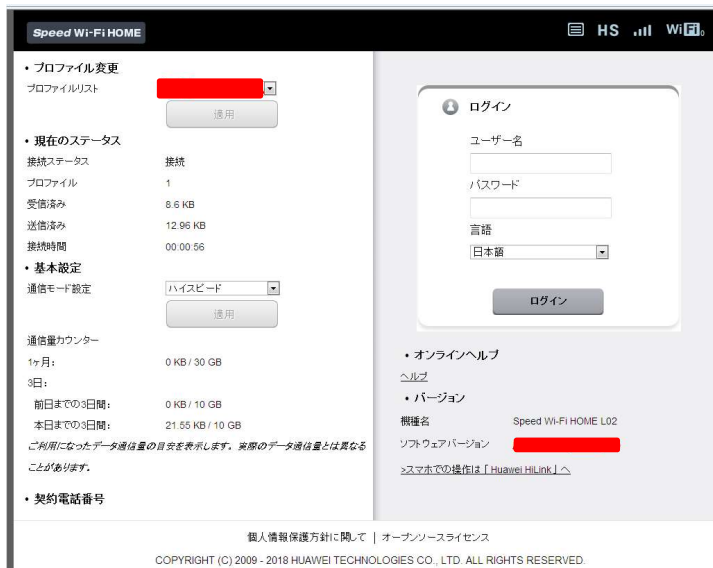 Speed Wi-Fi HOME
HS WiFi
・プロファイル変更
プロファイルリスト
適用
・現在のステータス
接続ステータス 接続
プロファイル 1
受信済み 8.6 KB
送信済み 12.96 KB
接続時間 00:00:56
・基本設定
通信モード設定 ハイスピード
適用
通信量カウンター
1ヶ月: 0 KB / 30 GB
3日:
前日までの3日間: 0 KB / 10 GB
本日までの3日間: 21.55 KB / 10 GB
ご利用になったデータ通信量の目安を表示します。実際のデータ通信量とは異なる
ことがあります。
・契約電話番号
ログイン
ユーザー名
パスワード
言語
日本語
ログイン
・オンラインヘルプ
ヘルプ
・バージョン
機種名 Speed Wi-Fi HOME L02
ソフトウェアバージョン
>スマホでの操作は「Huawei HiLink」へ
個人情報保護方針に関して | オープンソースライセンス
COPYRIGHT (C) 2009 - 2018 HUAWEI TECHNOLOGIES CO., LTD. ALL RIGHTS RESERVED.